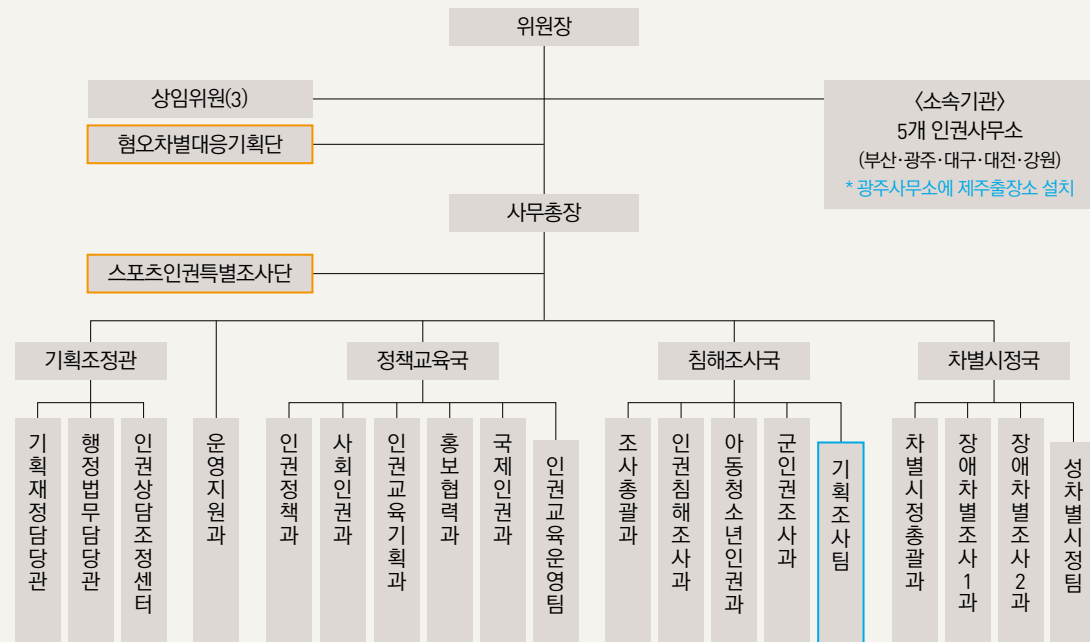 위원장
상임위원(3)
혐오차별대응기획단
〈소속기관〉
5개 인권사무소
(부산·광주·대구·대전·강원)
* 광주사무소에 제주출장소 설치
사무총장
스포츠인권특별조사단
기획조정관
정책교육국
침해조사국
차별시정국
기획재정담당관
행정법무담당관
인권상담조정센터
운영지원과
인권정책과
사회인권과
인권교육기획과
홍보협력과
국제인권과
인권교육운영팀
조사총괄과
인권침해조사과
아동청소년인권과
군인권조사과
기획조사팀
차별시정총괄과
장애차별조사1과
장애차별조사2과
성차별시정팀